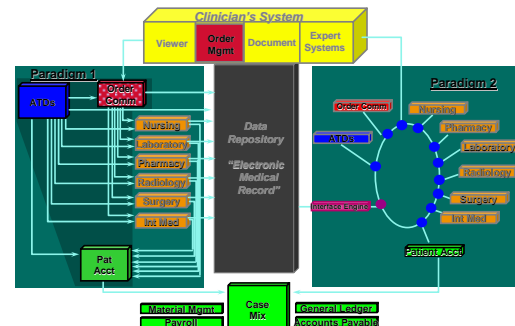 Clinician's System
Viewer
Order
Mgmt
Document
Expert
Systems
Paradigm 1
ATOs
Order
Comm
Nursing
Laboratory
Pharmacy
Radiology
Surgery
Int Med
Pat
Acct
Data
Repository
"Electronic
Medical
Record"
Paradigm 2
Order Comm
ATOs
Nursing
Pharmacy
Laboratory
Radiology
Surgery
Int Med
Interface Engine
Patient Acct
Material Mgmt
Payroll
Case
Mix
General Ledger
Accounts Payable